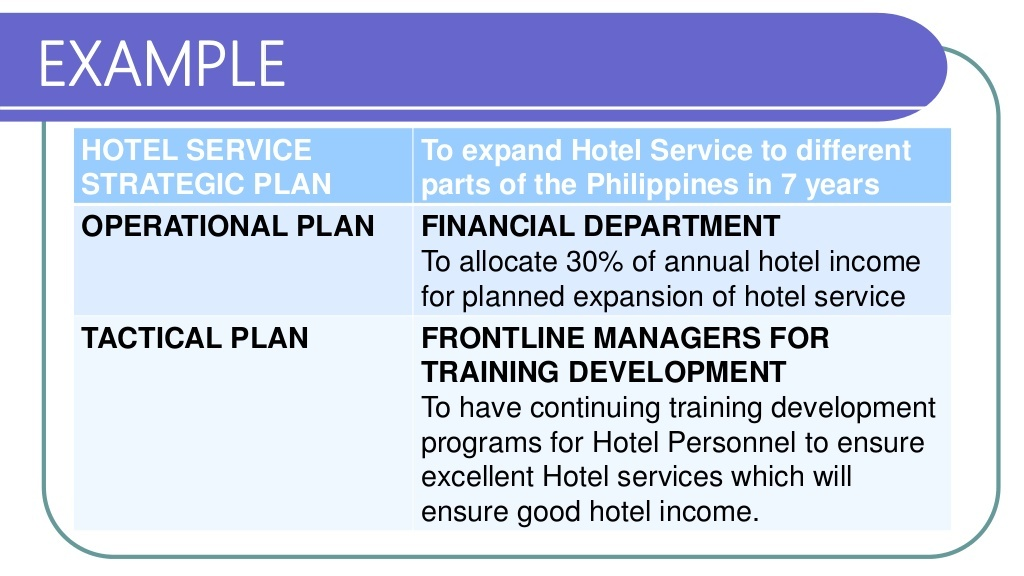 EXAMPLE
HOTEL SERVICE
STRATEGIC PLAN
To expand Hotel Service to different
parts of the Philippines in 7 years
OPERATIONAL PLAN
FINANCIAL DEPARTMENT
To allocate 30% of annual hotel income
for planned expansion of hotel service
TACTICAL PLAN
FRONTLINE MANAGERS FOR
TRAINING DEVELOPMENT
To have continuing training development
programs for Hotel Personnel to ensure
excellent Hotel services which will
ensure good hotel income.